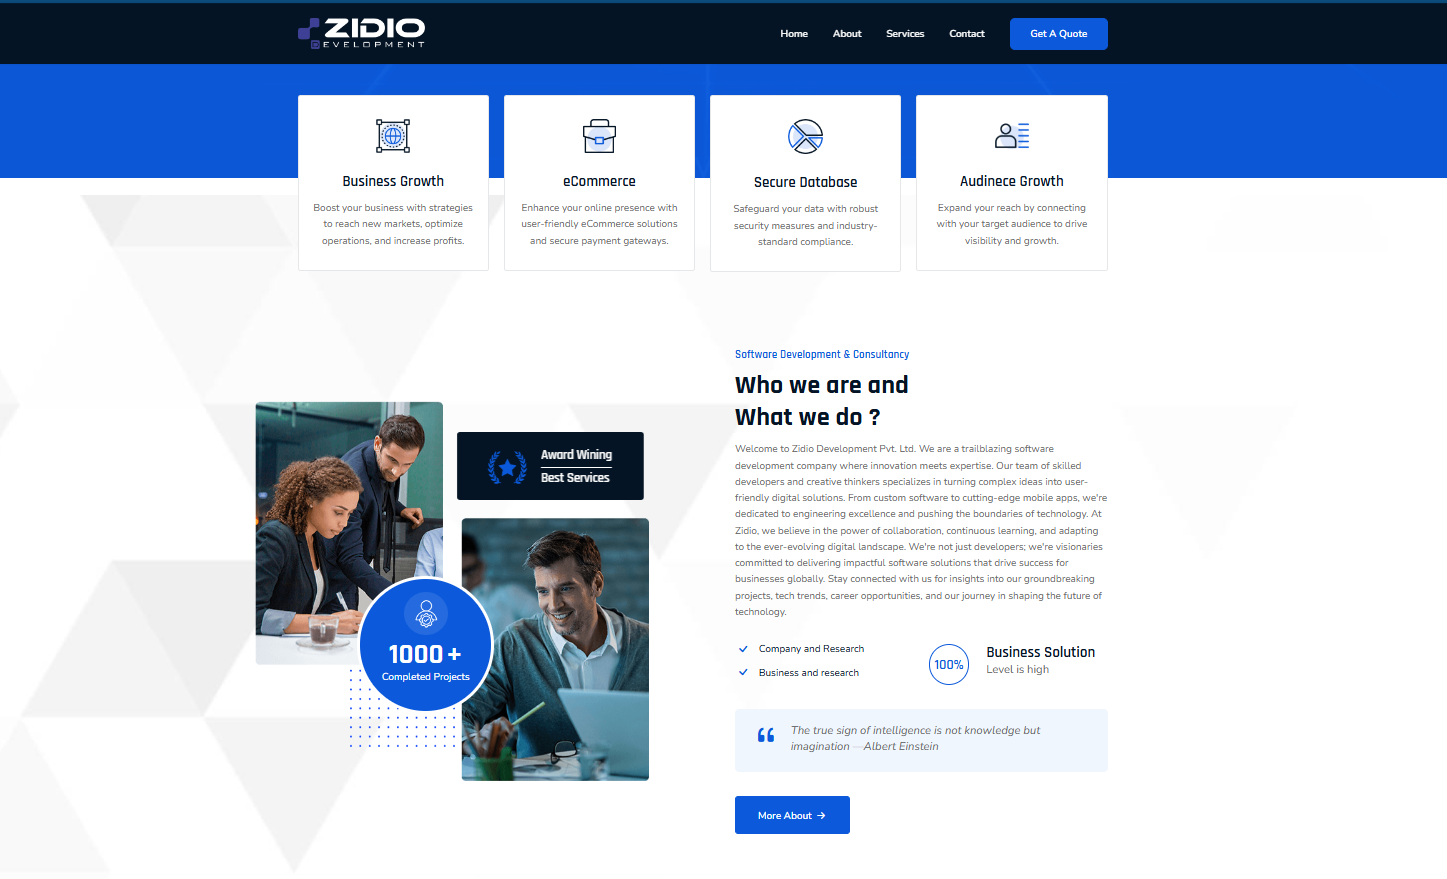 ZIDIO
EVELOPMENT
Home
About
Services
Contact
Get A Quote
Business Growth
Boost your business with strategies
to reach new markets, optimize
operations, and increase profits.
eCommerce
Enhance your online presence with
user-friendly eCommerce solutions
and secure payment gateways.
Secure Database
Safeguard your data with robust
security measures and industry-
standard compliance.
Audinece Growth
Expand your reach by connecting
with your target audience to drive
visibility and growth.
Award Wining
Best Services
1000 +
Completed Projects
Software Development & Consultancy
Who we are and
What we do ?
Welcome to Zidio Development Pvt. Ltd. We are a trailblazing software
development company where innovation meets expertise. Our team of skilled
developers and creative thinkers specializes in turning complex ideas into user-
friendly digital solutions. From custom software to cutting-edge mobile apps, we're
dedicated to engineering excellence and pushing the boundaries of technology. At
Zidio, we believe in the power of collaboration, continuous learning, and adapting
to the ever-evolving digital landscape. We're not just developers; we're visionaries
committed to delivering impactful software solutions that drive success for
businesses globally. Stay connected with us for insights into our groundbreaking
projects, tech trends, career opportunities, and our journey in shaping the future of
technology.
Company and Research
Business and research
100%
Business Solution
Level is high
The true sign of intelligence is not knowledge but
imagination —Albert Einstein
More About →